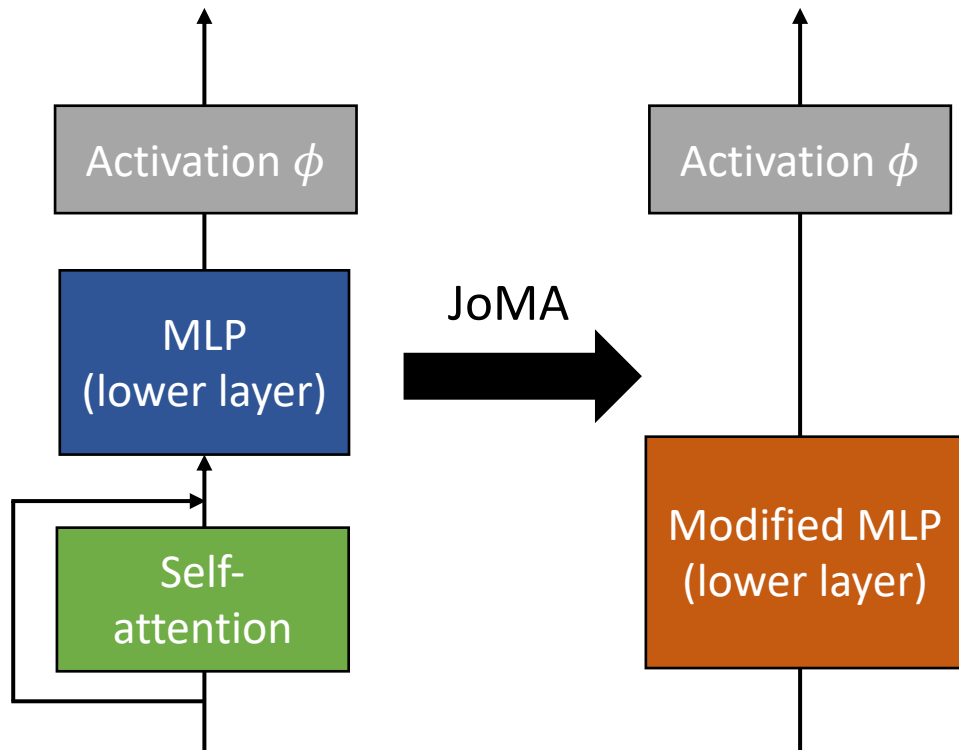 Activation ϕ
MLP
(lower layer)
Self-
attention
JoMA
Activation ϕ
Modified MLP
(lower layer)